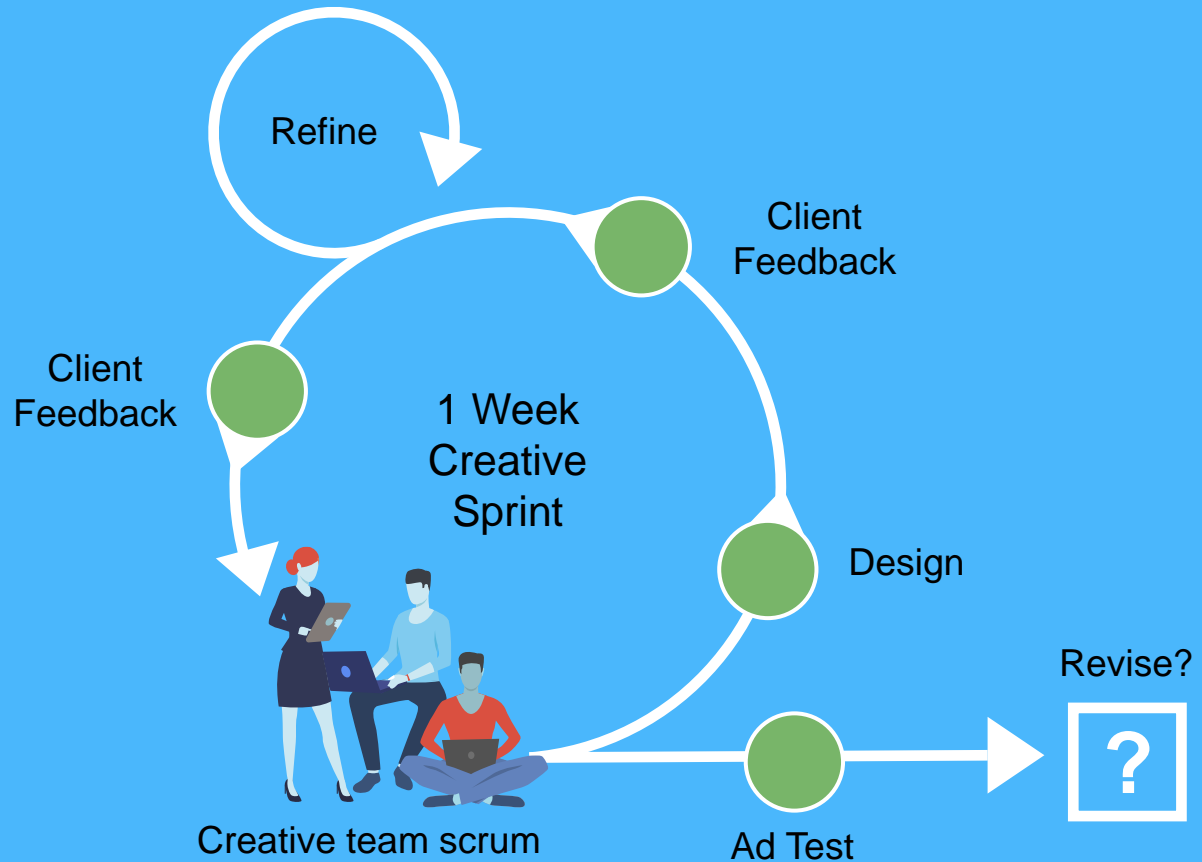 Refine
Client
Feedback
Client
Feedback
1 Week
Creative
Sprint
Design
Revise?
?
Creative team scrum
Ad Test